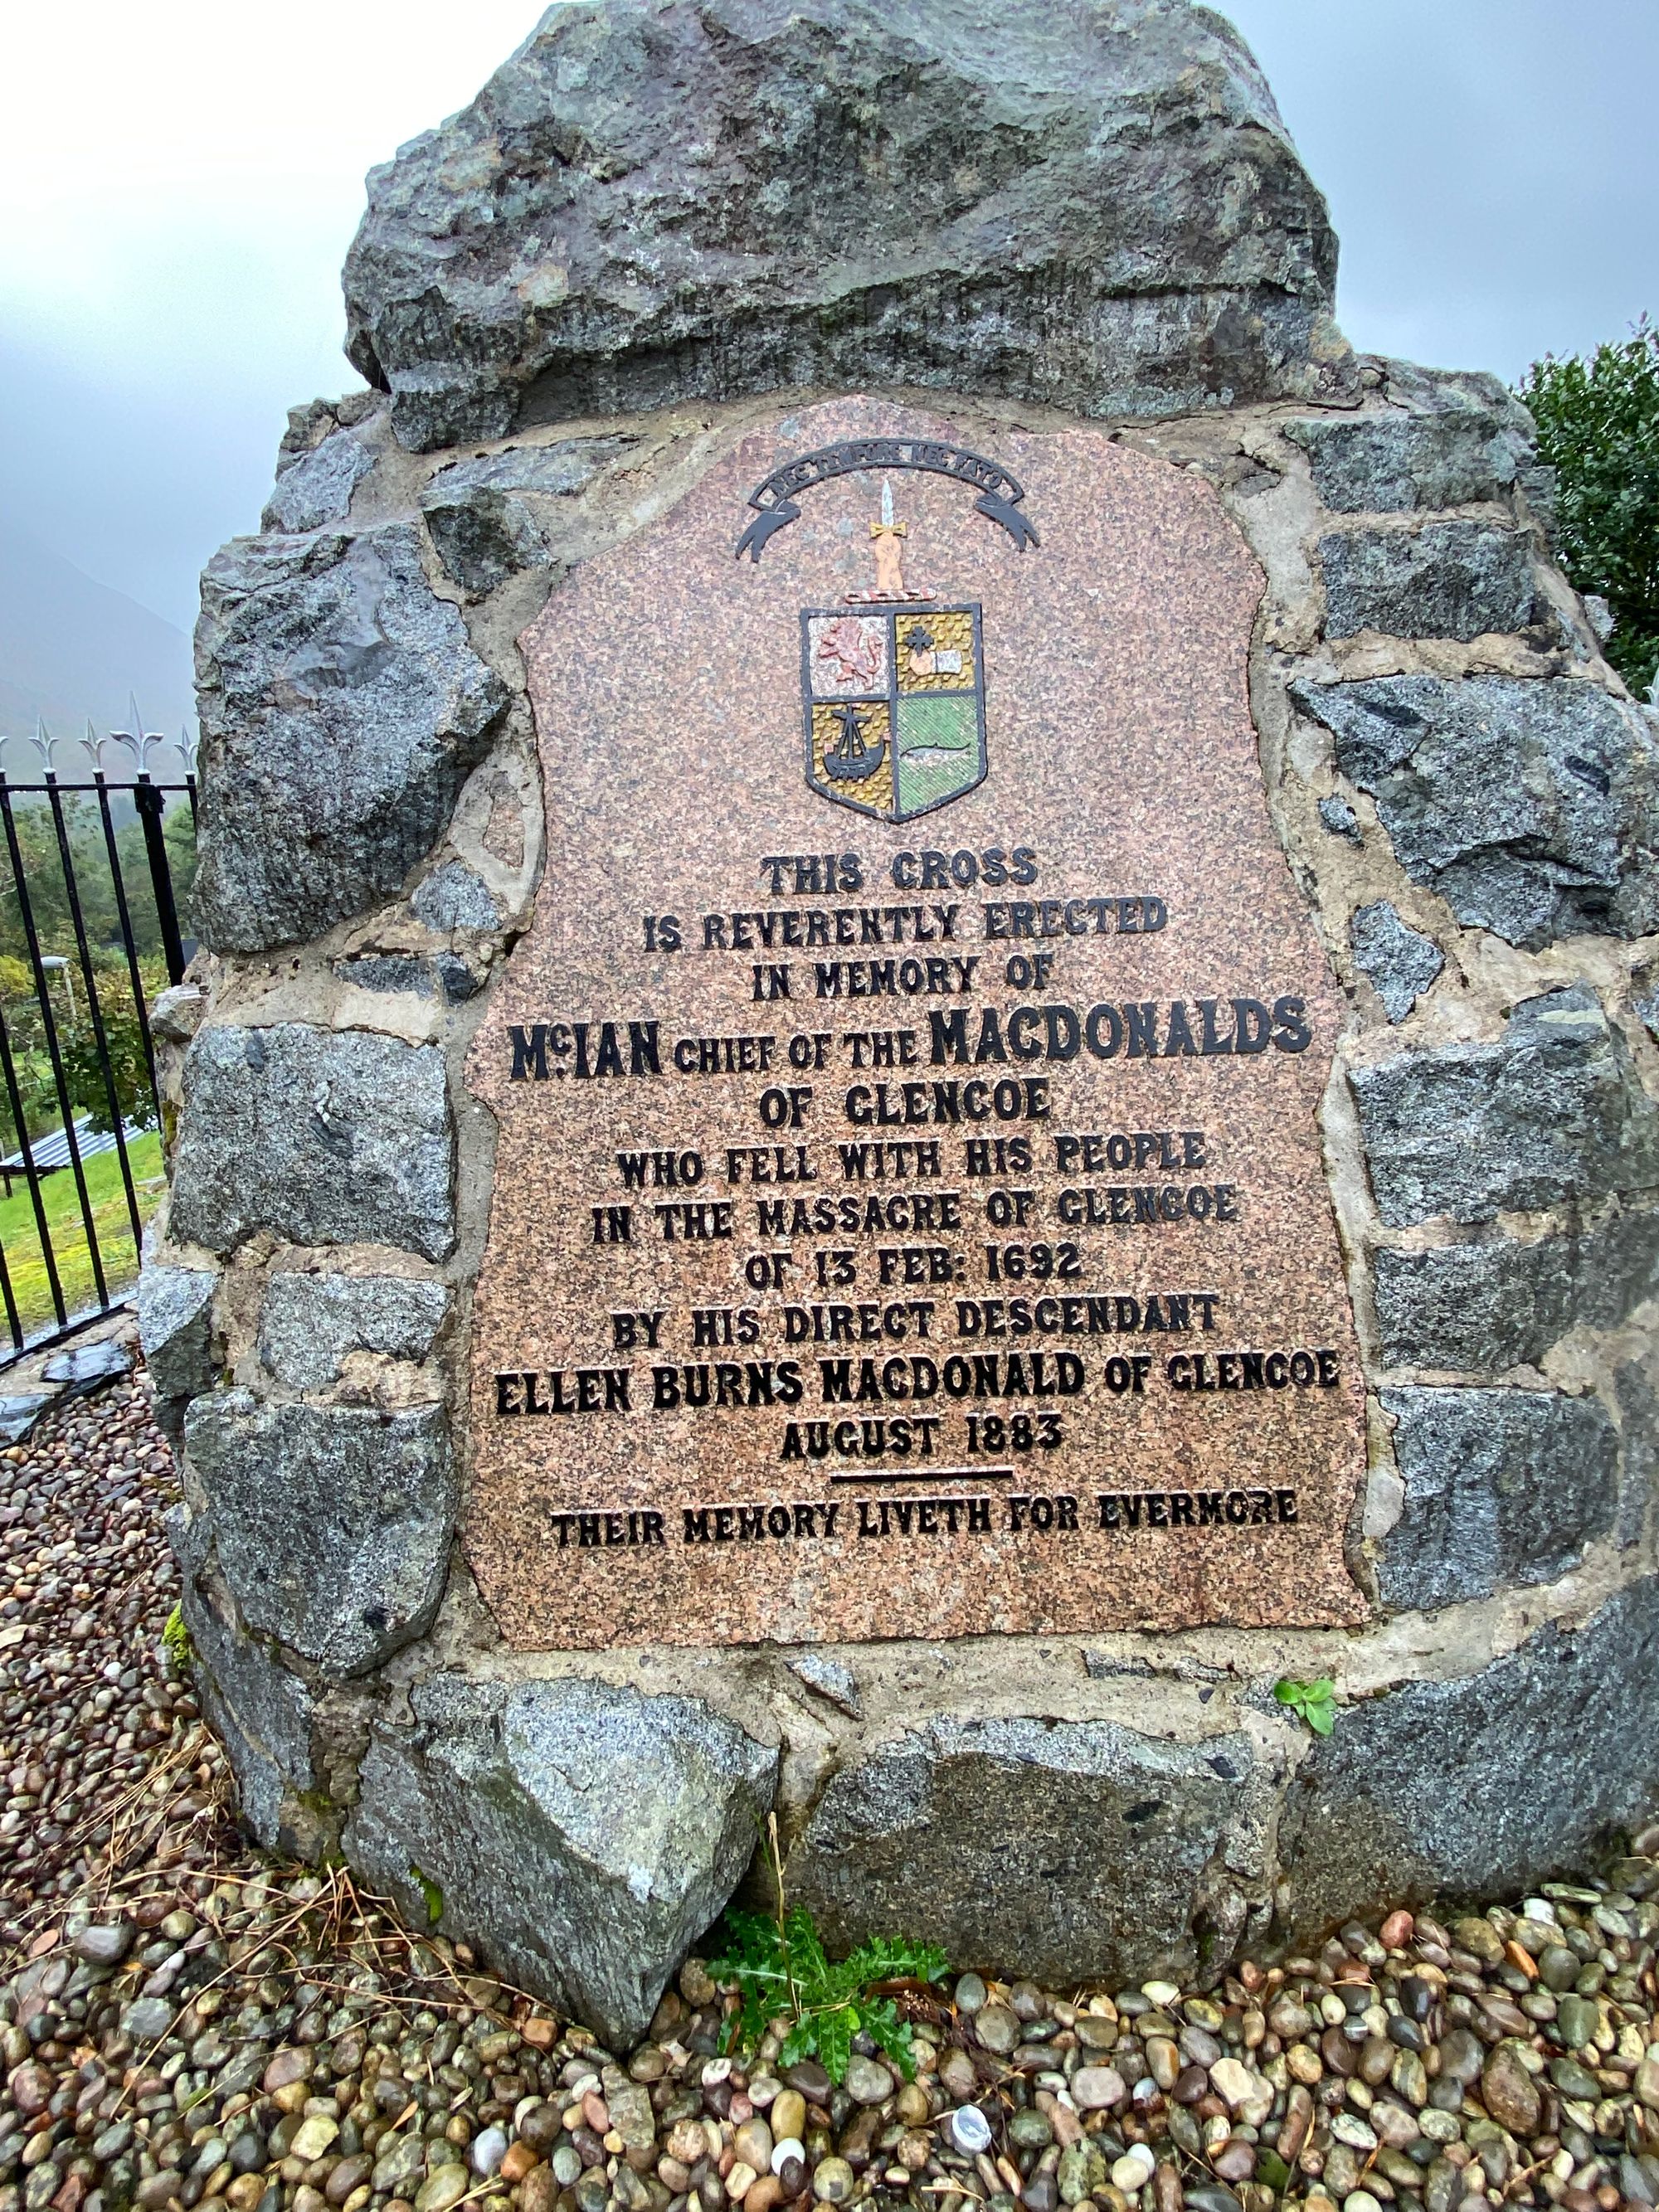 NEC TEMPORE NEC FATO
THIS CROSS
IS REVERENTLY ERECTED
IN MEMORY OF
McIAN CHIEF OF THE MACDONALDS
OF GLENCOE
WHO FELL WITH HIS PEOPLE
IN THE MASSACRE OF GLENCOE
OF 13 FEB: 1692
BY HIS DIRECT DESCENDANT
ELLEN BURNS MACDONALD OF GLENCOE
AUGUST 1883
THEIR MEMORY LIVETH FOR EVERMORE